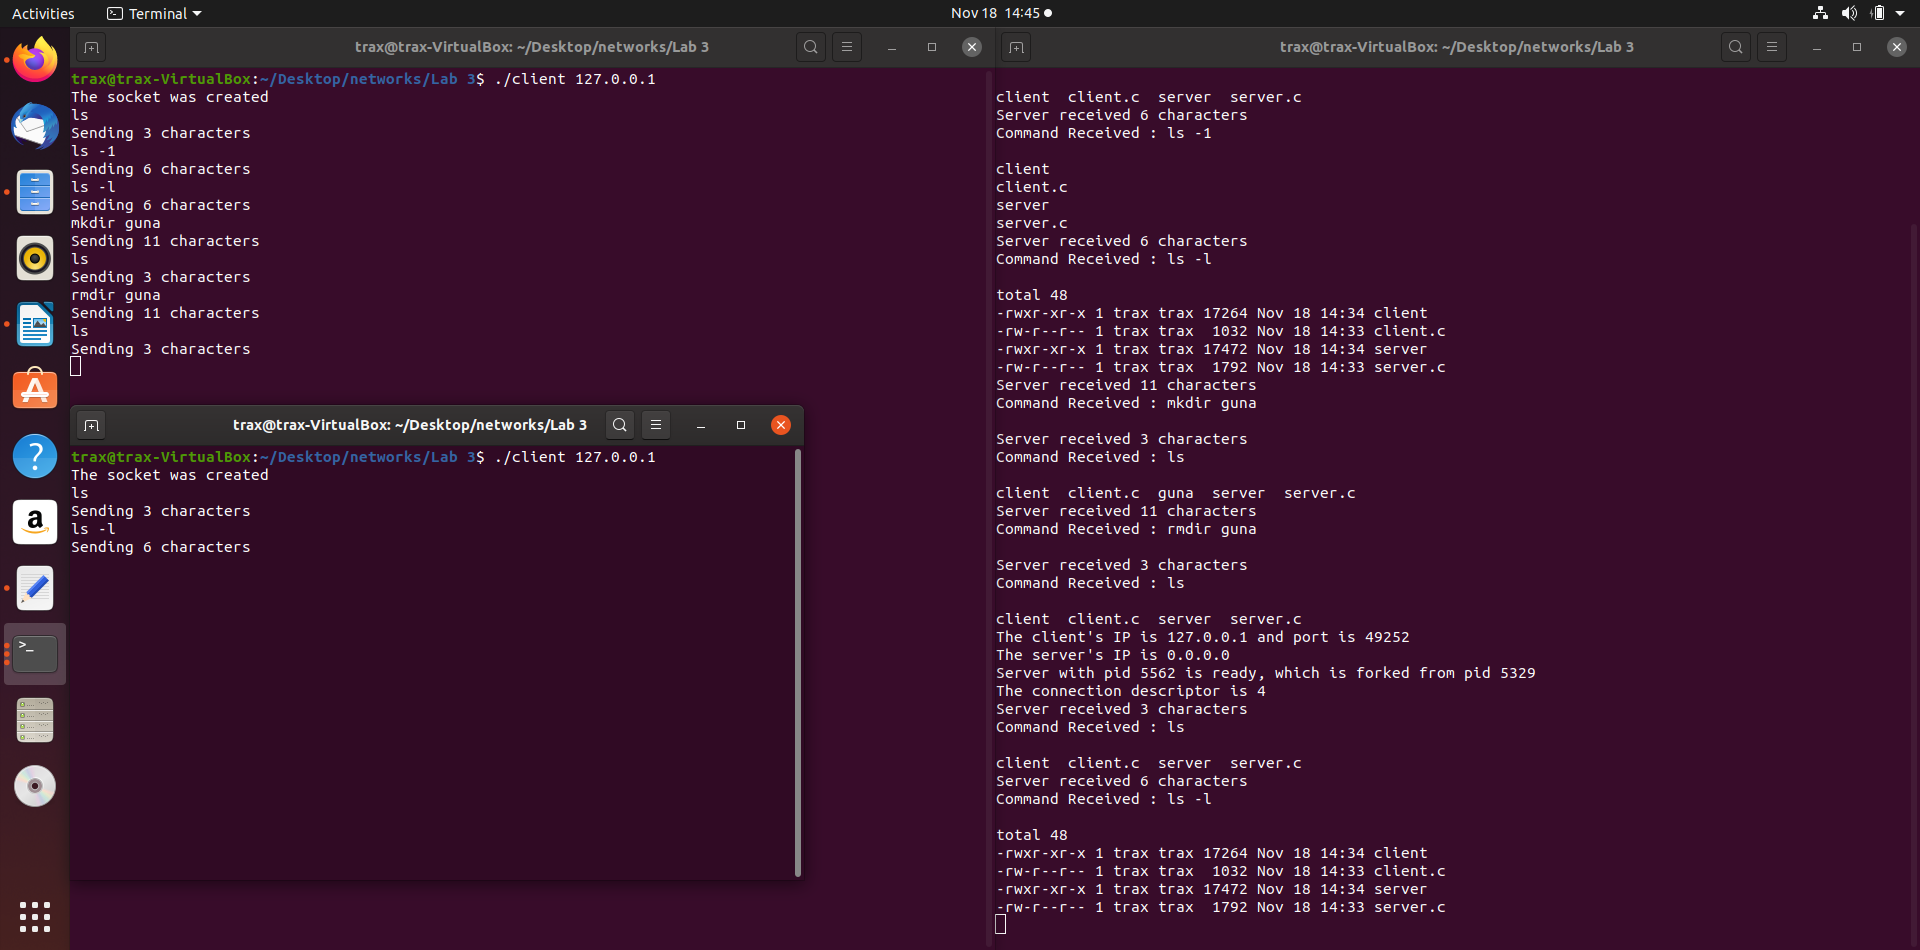 Activities
Terminal
Nov 18 14:45
trax@trax-VirtualBox: ~/Desktop/networks/Lab 3
trax@trax-VirtualBox:~/Desktop/networks/Lab 3$ ./client 127.0.0.1
The socket was created
ls
Sending 3 characters
ls -1
Sending 6 characters
ls -l
Sending 6 characters
mkdir guna
Sending 11 characters
ls
Sending 3 characters
rmdir guna
Sending 11 characters
ls
Sending 3 characters
trax@trax-VirtualBox: ~/Desktop/networks/Lab 3
trax@trax-VirtualBox:~/Desktop/networks/Lab 3$ ./client 127.0.0.1
The socket was created
ls
Sending 3 characters
ls -l
Sending 6 characters
trax@trax-VirtualBox: ~/Desktop/networks/Lab 3
client  client.c  server  server.c
Server received 6 characters
Command Received : ls -1
client
client.c
server
server.c
Server received 6 characters
Command Received : ls -l
total 48
-rwxr-xr-x 1 trax trax 17264 Nov 18 14:34 client
-rw-r--r-- 1 trax trax  1032 Nov 18 14:33 client.c
-rwxr-xr-x 1 trax trax 17472 Nov 18 14:34 server
-rw-r--r-- 1 trax trax  1792 Nov 18 14:33 server.c
Server received 11 characters
Command Received : mkdir guna
Server received 3 characters
Command Received : ls
client  client.c  guna  server  server.c
Server received 11 characters
Command Received : rmdir guna
Server received 3 characters
Command Received : ls
client  client.c  server  server.c
The client's IP is 127.0.0.1 and port is 49252
The server's IP is 0.0.0.0
Server with pid 5562 is ready, which is forked from pid 5329
The connection descriptor is 4
Server received 3 characters
Command Received : ls
client  client.c  server  server.c
Server received 6 characters
Command Received : ls -l
total 48
-rwxr-xr-x 1 trax trax 17264 Nov 18 14:34 client
-rw-r--r-- 1 trax trax  1032 Nov 18 14:33 client.c
-rwxr-xr-x 1 trax trax 17472 Nov 18 14:34 server
-rw-r--r-- 1 trax trax  1792 Nov 18 14:33 server.c